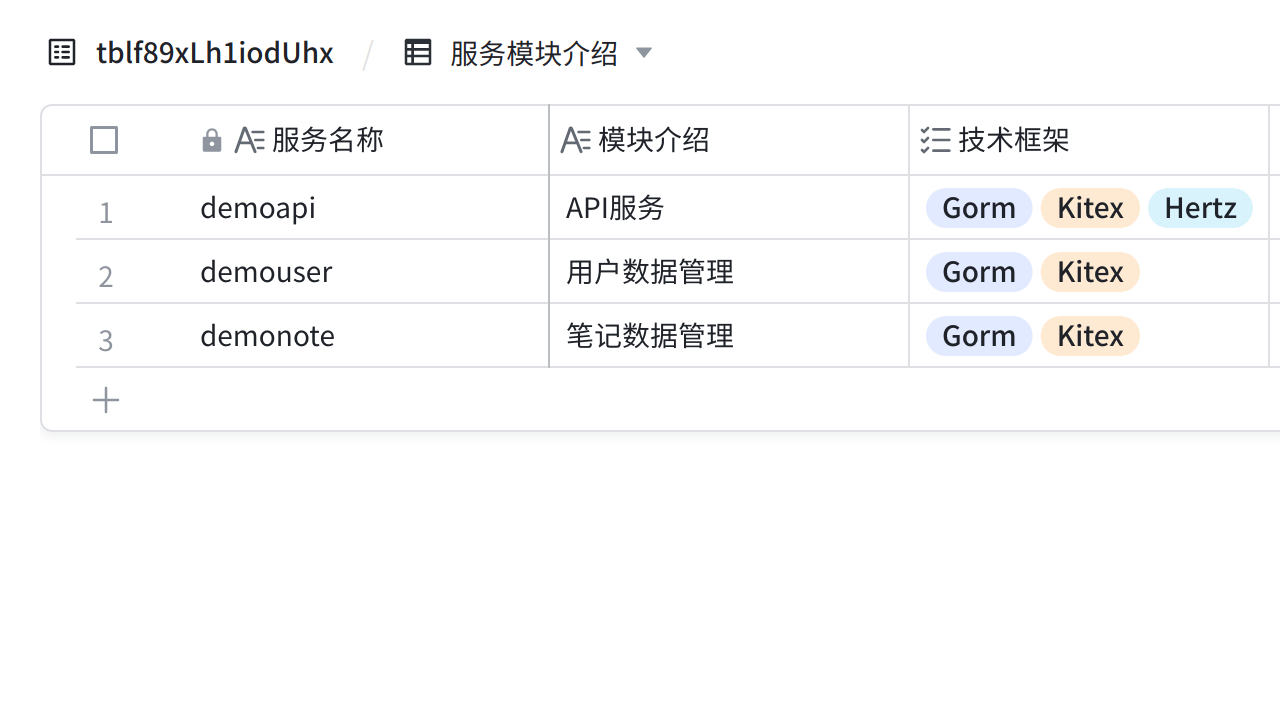 tblf89xLh1iodUhx / 服务模块介绍
服务名称 模块介绍 技术框架
1 demoapi API服务 Gorm Kitex Hertz
2 demouser 用户数据管理 Gorm Kitex
3 demonote 笔记数据管理 Gorm Kitex